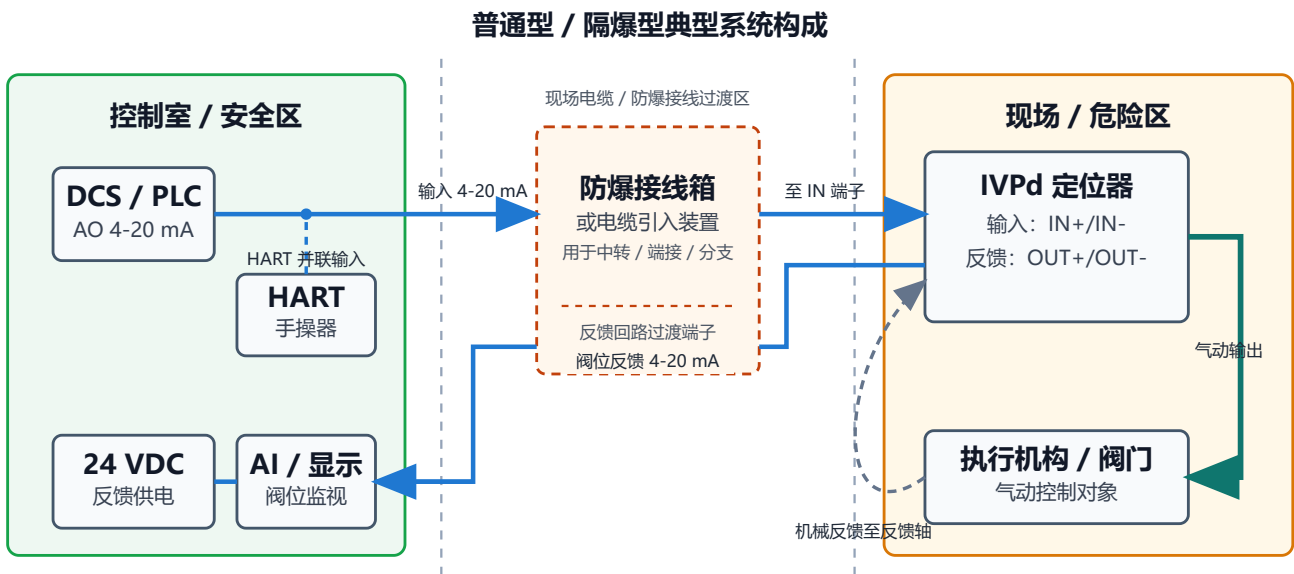 普通型 / 隔爆型典型系统构成
控制室 / 安全区
DCS / PLC
AO 4-20 mA
HART 并联输入
HART
手操器
24 VDC
反馈供电
AI / 显示
阀位监视
输入 4-20 mA
现场电缆 / 防爆接线过渡区
防爆接线箱
或电缆引入装置
用于中转 / 端接 / 分支
反馈回路过渡端子
阀位反馈 4-20 mA
至 IN 端子
现场 / 危险区
IVPd 定位器
输入：IN+/IN-
反馈：OUT+/OUT-
气动输出
执行机构 / 阀门
气动控制对象
机械反馈至反馈轴